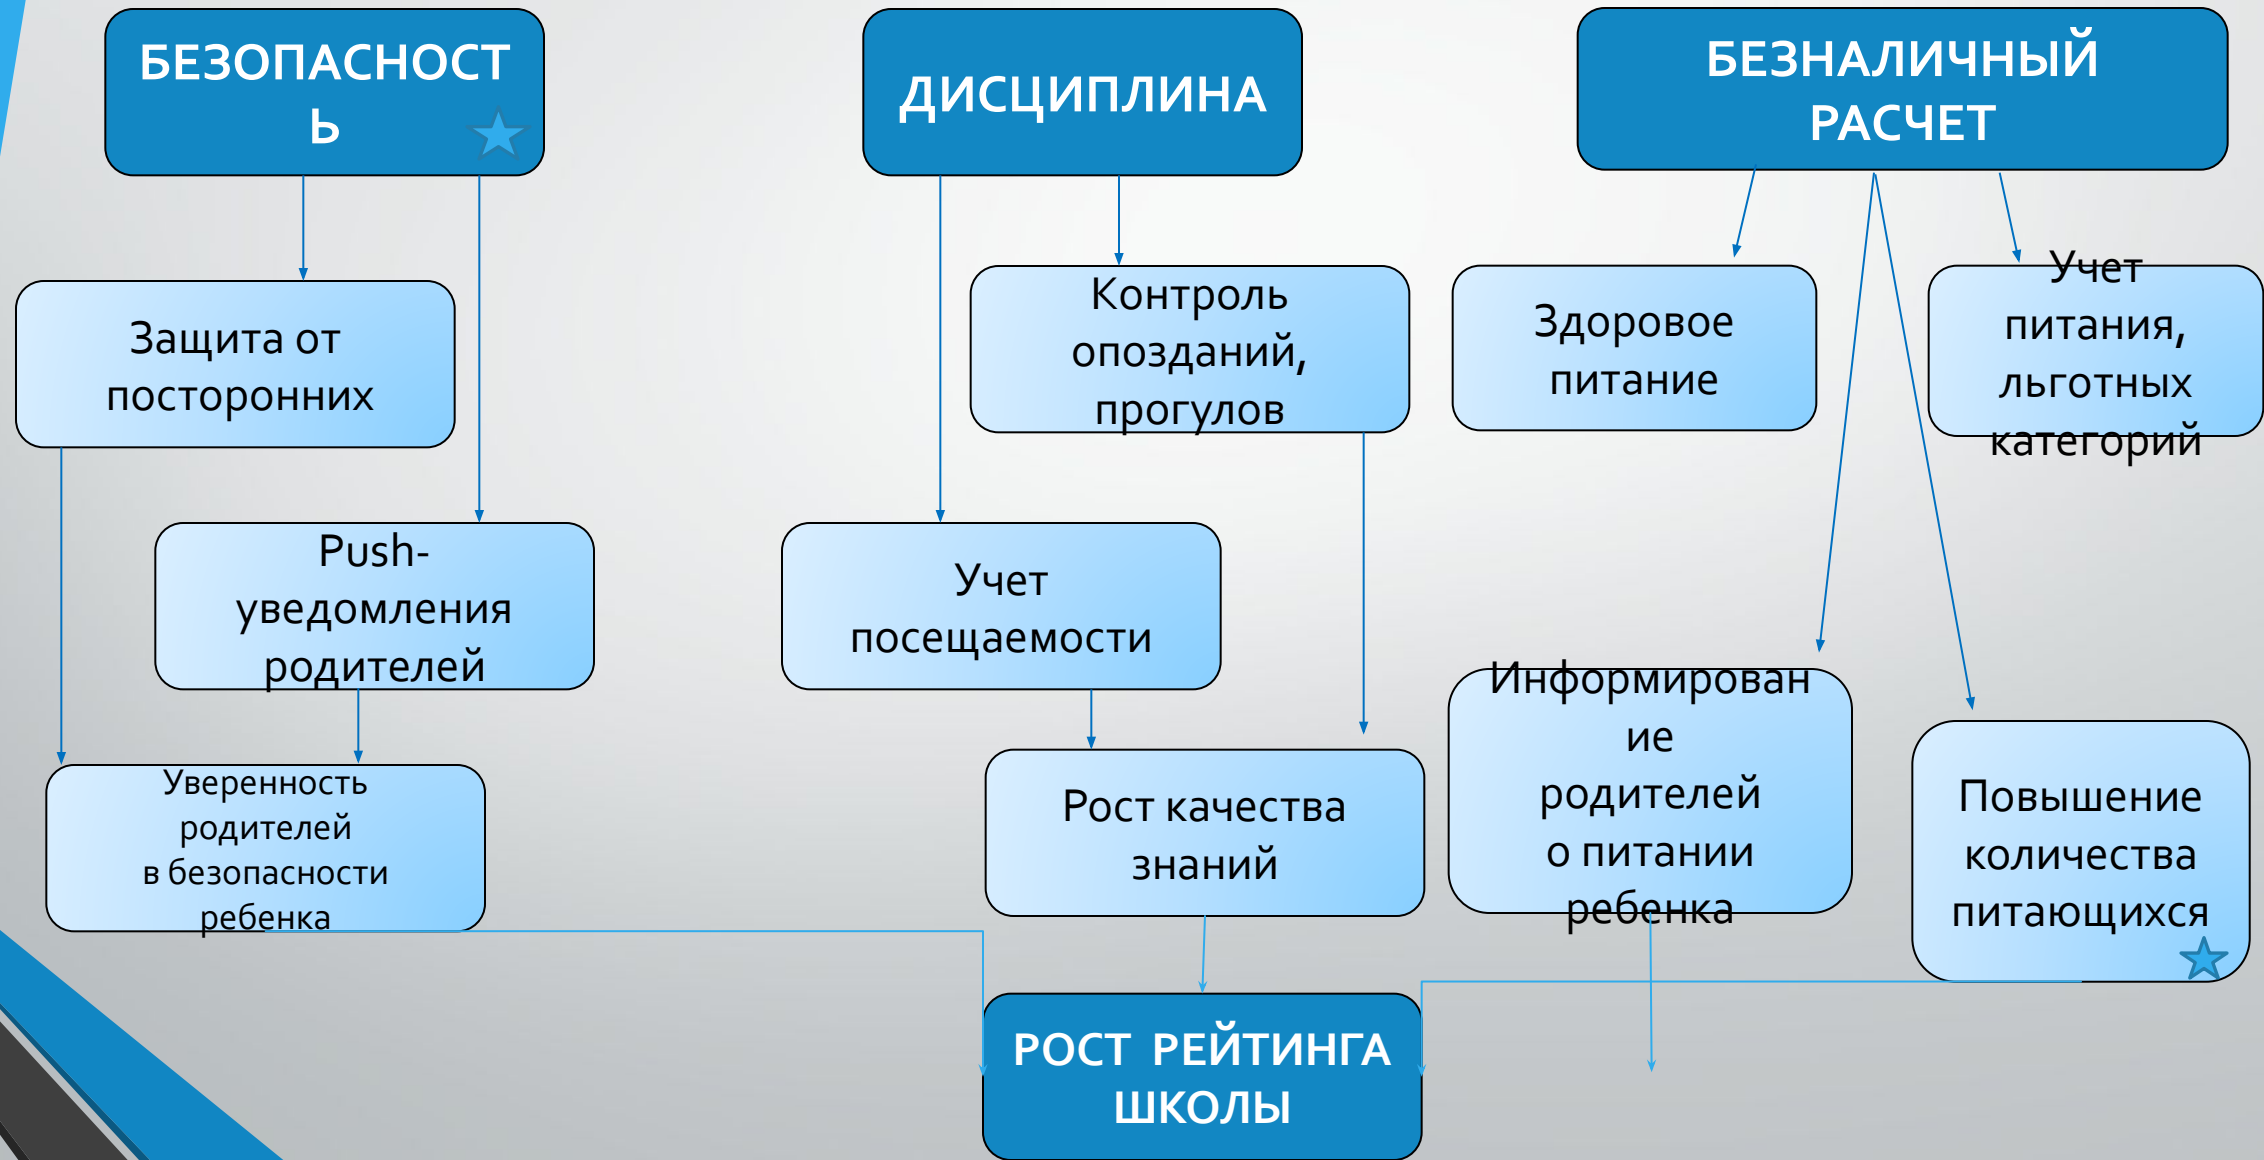 БЕЗОПАСНОСТ
Ь
ДИСЦИПЛИНА
БЕЗНАЛИЧНЫЙ
РАСЧЕТ
Защита от
посторонних
Контроль
опозданий,
прогулов
Здоровое
питание
Учет
питания,
льготных
категорий
Push-
уведомления
родителей
Учет
посещаемости
Информирован
ие
родителей
о питании
ребенка
Повышение
количества
питающихся
Уверенность
родителей
в безопасности
ребенка
Рост качества
знаний
РОСТ РЕЙТИНГА
ШКОЛЫ